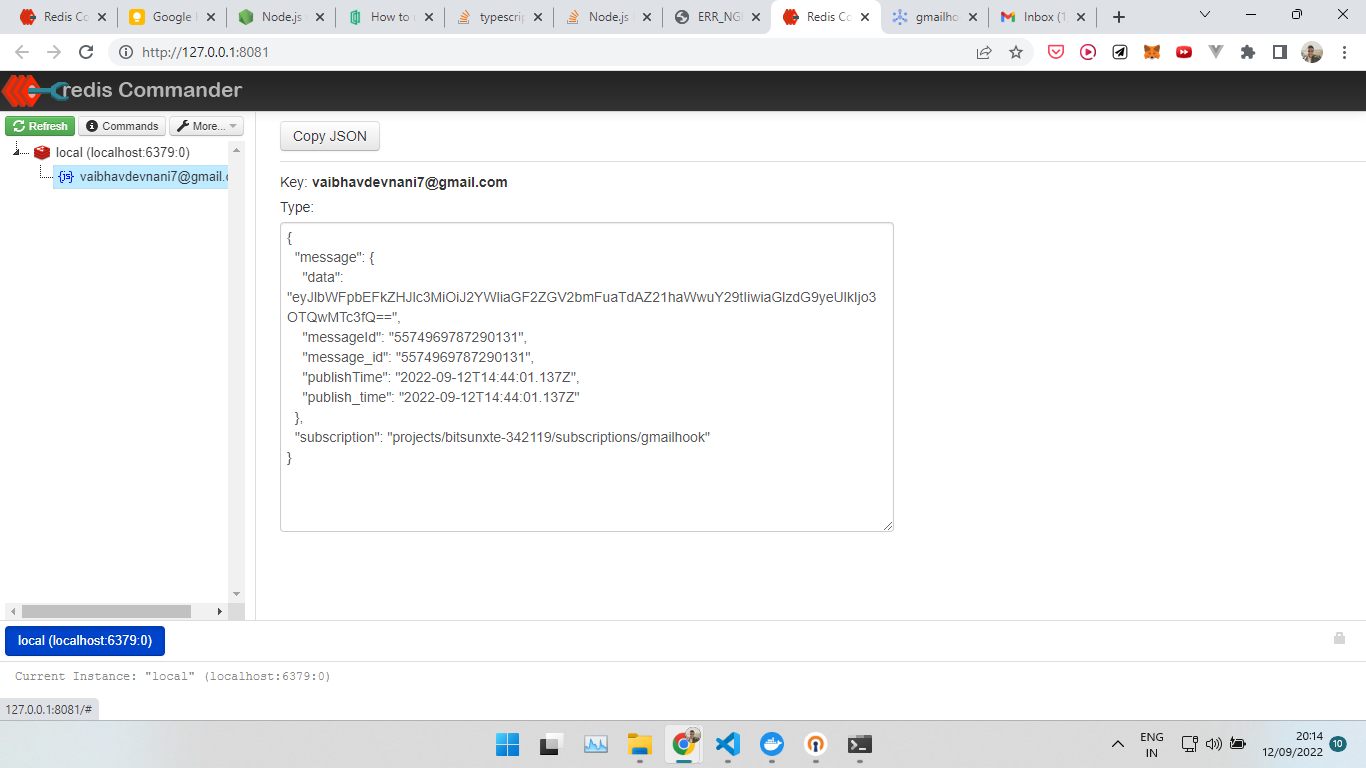 Redis Co
Google
Node.js
How to
typescrip
Node.js
ERR_NG
Redis Co
gmailho
Inbox (1
http://127.0.0.1:8081
redis Commander
Refresh
Commands
More...
Copy JSON
local (localhost:6379:0)
vaibhavdevnani7@gmail.c
Key: vaibhavdevnani7@gmail.com
Type:
{
"message": {
"data":
"eyJlbWFpbEFkZHJlc3MiOiJ2YWliaGF2ZGV2bmFuaTdAZ21haWwuY29tIiwiaGlzdG9yeUlkIjo3
OTQwMTc3fQ==",
"messageId": "5574969787290131",
"message_id": "5574969787290131",
"publishTime": "2022-09-12T14:44:01.137Z",
"publish_time": "2022-09-12T14:44:01.137Z"
},
"subscription": "projects/bitsunxte-342119/subscriptions/gmailhook"
}
local (localhost:6379:0)
Current Instance: "local" (localhost:6379:0)
127.0.0.1:8081/#
ENG
IN
20:14
12/09/2022
10